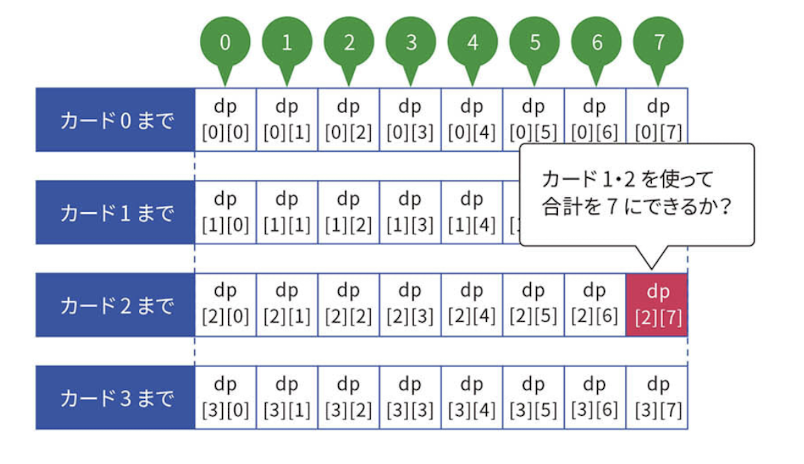 0 1 2 3 4 5 6 7
カード0まで
dp dp dp dp dp dp dp dp
[0][0] [0][1] [0][2] [0][3] [0][4] [0][5] [0][6] [0][7]
カード1・2を使って
合計を7にできるか?
カード1まで
dp dp dp dp dp
[1][0] [1][1] [1][2] [1][3] [1][4]
カード2まで
dp dp dp dp dp dp dp dp
[2][0] [2][1] [2][2] [2][3] [2][4] [2][5] [2][6] [2][7]
カード3まで
dp dp dp dp dp dp dp dp
[3][0] [3][1] [3][2] [3][3] [3][4] [3][5] [3][6] [3][7]